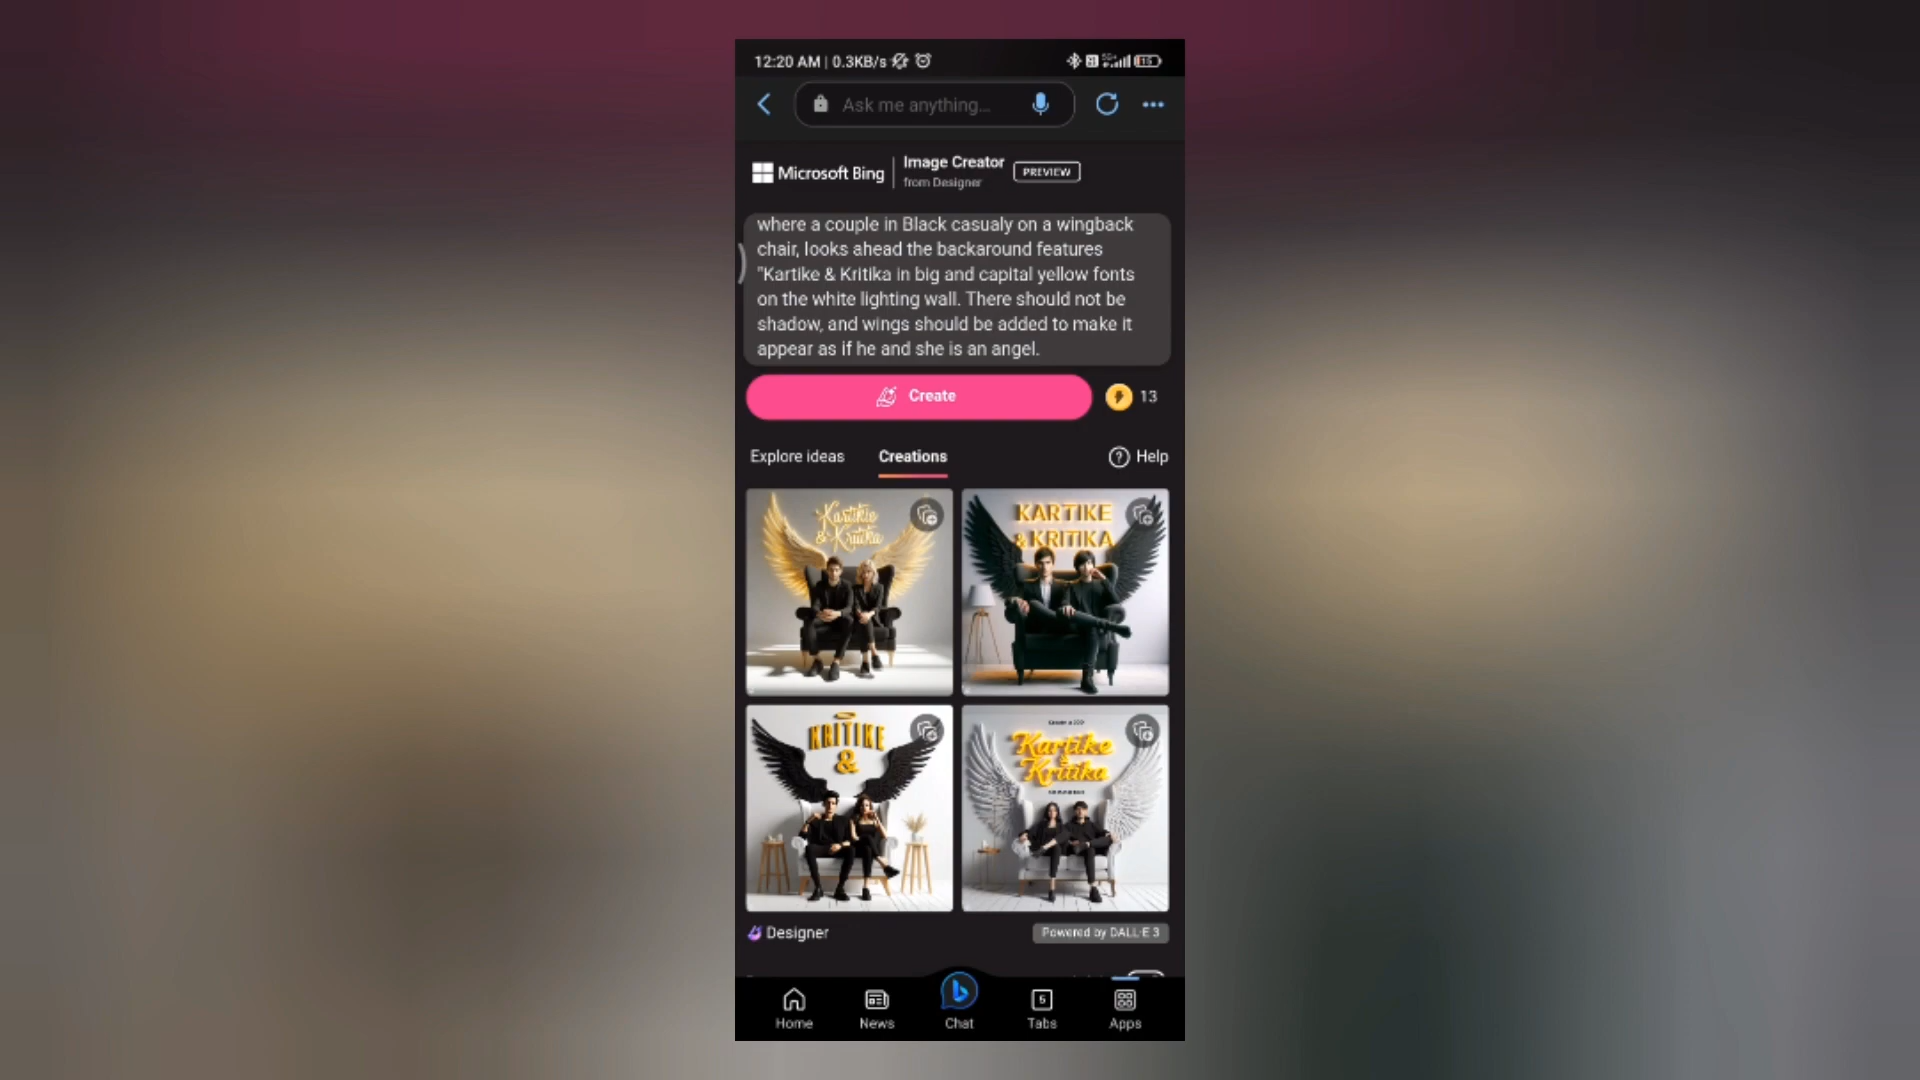 12:20 AM | 0.3KB/s
Ask me anything...
Microsoft Bing
Image Creator
from Designer
PREVIEW
where a couple in Black casualy on a wingback
chair, looks ahead the backaround features
"Kartike & Kritika in big and capital yellow fonts
on the white lighting wall. There should not be
shadow, and wings should be added to make it
appear as if he and she is an angel.
Create
13
Explore ideas
Creations
Help
&
KARTIKE
& KRITIKA
KRITIKE
&
Kartike
Designer
Powered by DALL·E 3
5
Home
News
Chat
Tabs
Apps